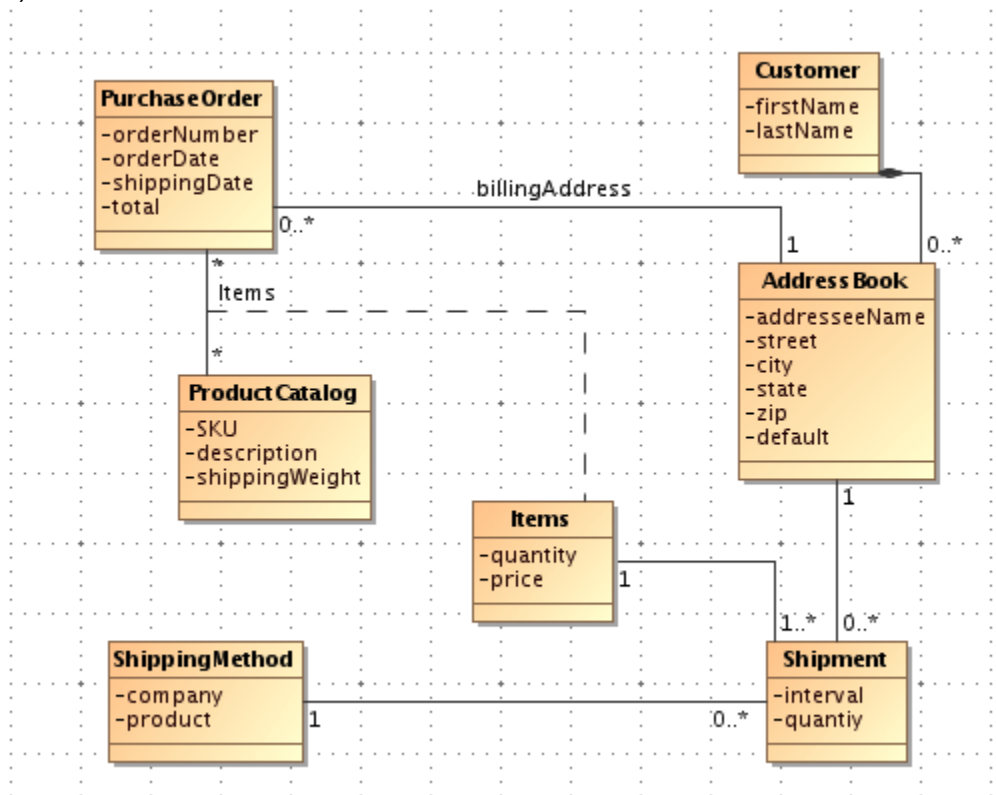 Customer
-firstName
-lastName
PurchaseOrder
-orderNumber
-orderDate
-shippingDate
-total
billingAddress
0..*
1
0..*
*
Items
*
AddressBook
-addresseeName
-street
-city
-state
-zip
-default
ProductCatalog
-SKU
-description
-shippingWeight
1
Items
-quantity
-price
1
1..*
0..*
ShippingMethod
-company
-product
1
0..*
Shipment
-interval
-quantiy